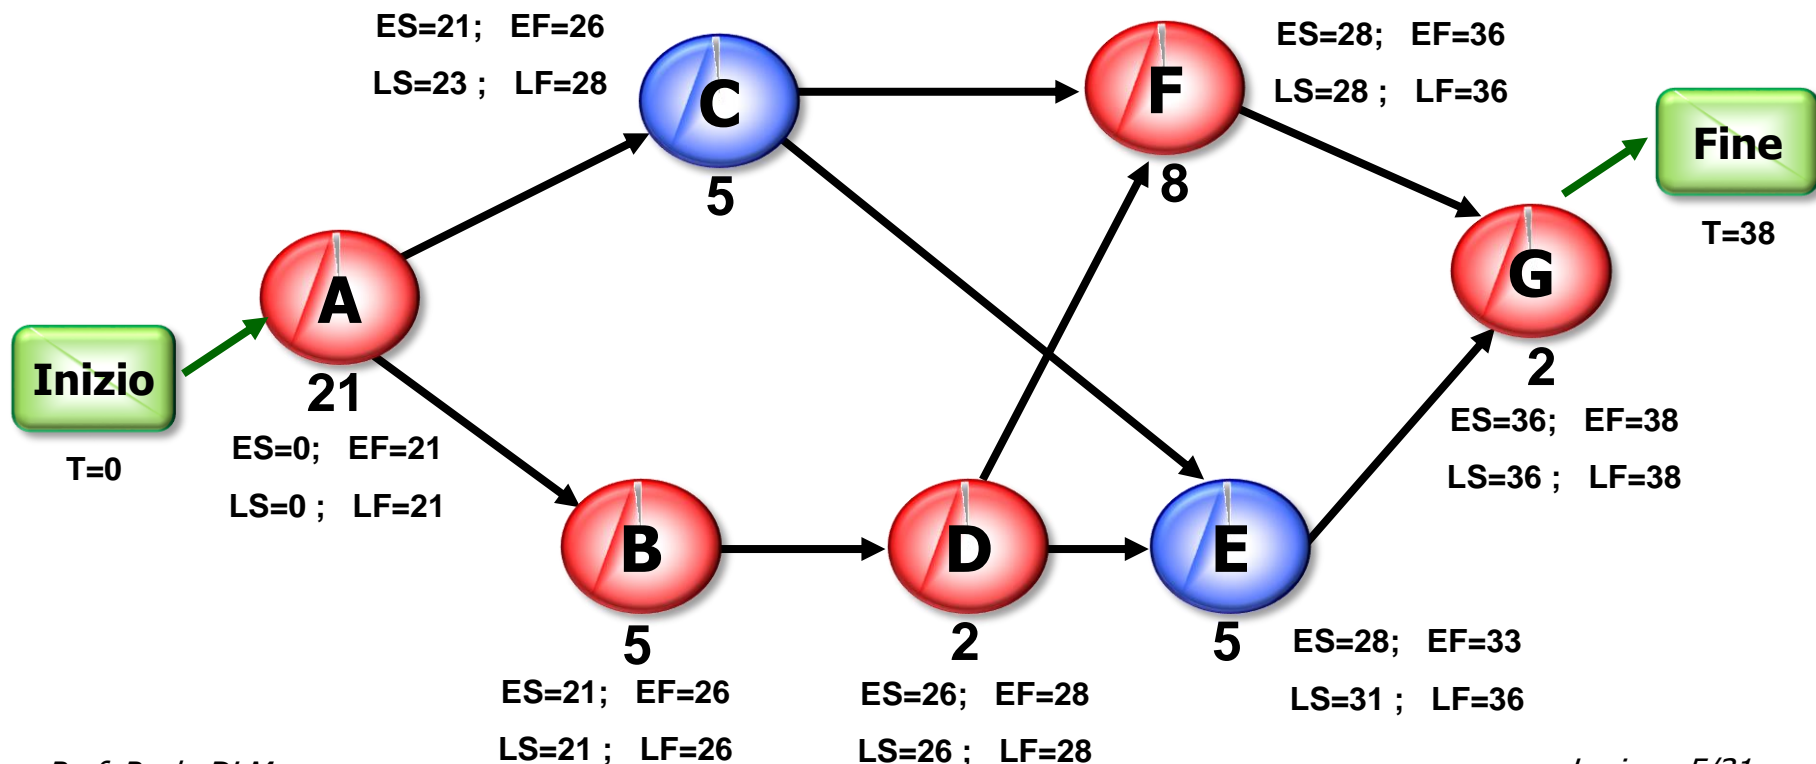 ES=21; EF=26
LS=23 ; LF=28
C
5
F
8
ES=28; EF=36
LS=28 ; LF=36
Fine
T=38
A
21
ES=0; EF=21
LS=0 ; LF=21
Inizio
T=0
G
2
ES=36; EF=38
LS=36 ; LF=38
B
5
ES=21; EF=26
LS=21 ; LF=26
D
2
ES=26; EF=28
LS=26 ; LF=28
E
5
ES=28; EF=33
LS=31 ; LF=36
5/21